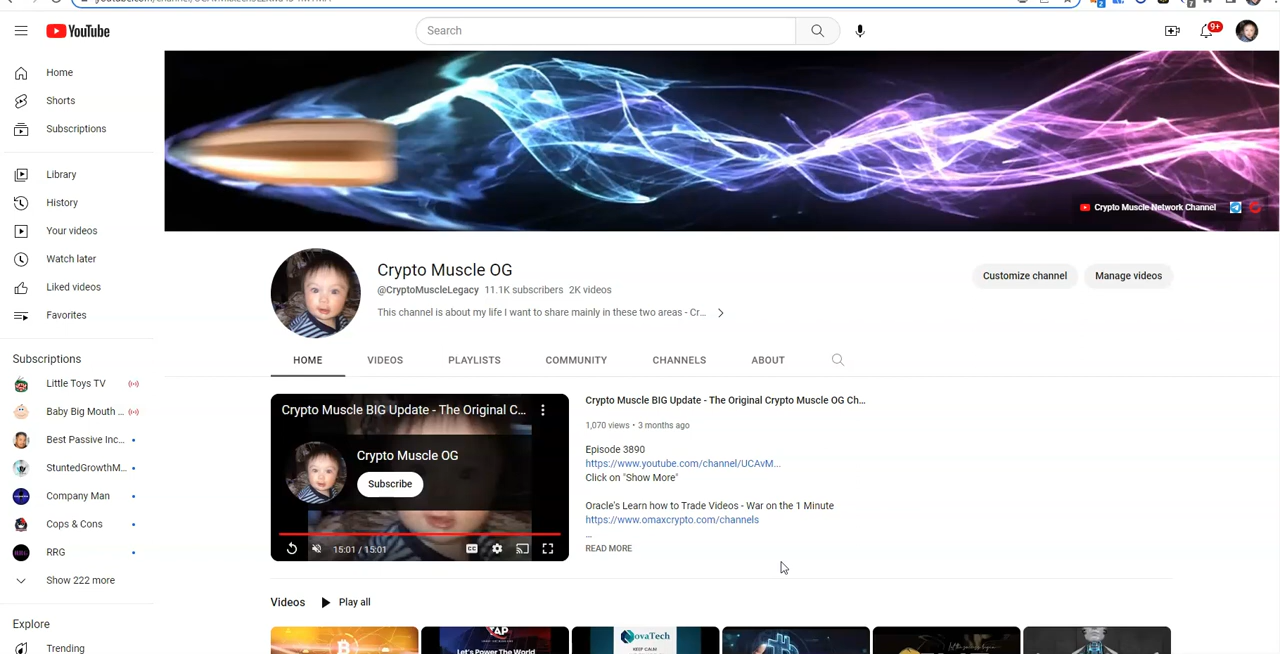 YouTube
Search
9+
Home
Shorts
Subscriptions
Library
History
Your videos
Watch later
Liked videos
Favorites
Subscriptions
Little Toys TV
Baby Big Mouth ...
Best Passive Inc...
StuntedGrowthM...
Company Man
Cops & Cons
RRG
Show 222 more
Explore
Trending
Crypto Muscle Network Channel
Crypto Muscle OG
@CryptoMuscleLegacy 11.1K subscribers 2K videos
This channel is about my life I want to share mainly in these two areas - Cr...
Customize channel
Manage videos
HOME VIDEOS PLAYLISTS COMMUNITY CHANNELS ABOUT
Crypto Muscle BIG Update - The Original C...
Crypto Muscle OG
Subscribe
15:01 / 15:01
CC
Crypto Muscle BIG Update - The Original Crypto Muscle OG Ch...
1,070 views • 3 months ago
Episode 3890
https://www.youtube.com/channel/UCAvM...
Click on "Show More"
Oracle's Learn how to Trade Videos - War on the 1 Minute
https://www.omaxcrypto.com/channels
...
READ MORE
Videos
Play all
Let's Power The World
NovaTech
KEEP CALM